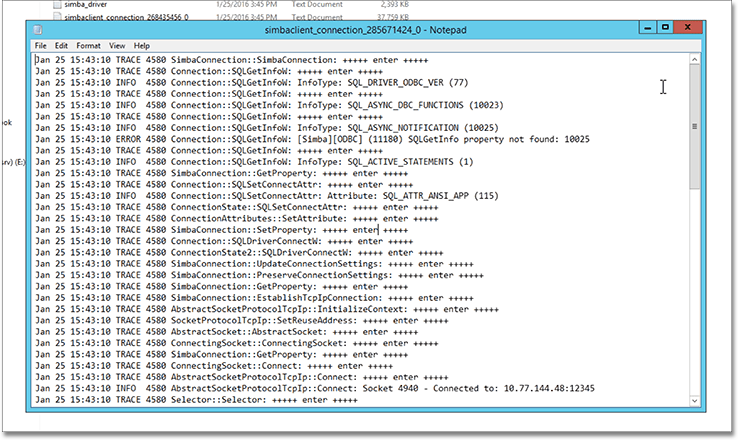 simba_driver 1/25/2016 3:45 PM Text Document 2,393 KB
simbaclient_connection_268435456_0 1/25/2016 3:45 PM Text Document 37,759 KB
simbaclient_connection_285671424_0 - Notepad
File Edit Format View Help
Jan 25 15:43:10 TRACE 4580 SimbaConnection::SimbaConnection: +++++ enter +++++
Jan 25 15:43:10 TRACE 4580 Connection::SQLGetInfoW: +++++ enter +++++
Jan 25 15:43:10 INFO 4580 Connection::SQLGetInfoW: InfoType: SQL_DRIVER_ODBC_VER (77)
Jan 25 15:43:10 TRACE 4580 Connection::SQLGetInfoW: +++++ enter +++++
Jan 25 15:43:10 INFO 4580 Connection::SQLGetInfoW: InfoType: SQL_ASYNC_DBC_FUNCTIONS (10023)
Jan 25 15:43:10 TRACE 4580 Connection::SQLGetInfoW: +++++ enter +++++
Jan 25 15:43:10 INFO 4580 Connection::SQLGetInfoW: InfoType: SQL_ASYNC_NOTIFICATION (10025)
Jan 25 15:43:10 ERROR 4580 Connection::SQLGetInfoW: [Simba][ODBC] (11180) SQLGetInfo property not found: 10025
Jan 25 15:43:10 TRACE 4580 Connection::SQLGetInfoW: +++++ enter +++++
Jan 25 15:43:10 INFO 4580 Connection::SQLGetInfoW: InfoType: SQL_ACTIVE_STATEMENTS (1)
Jan 25 15:43:10 TRACE 4580 SimbaConnection::GetProperty: +++++ enter +++++
Jan 25 15:43:10 TRACE 4580 Connection::SQLSetConnectAttr: +++++ enter +++++
Jan 25 15:43:10 INFO 4580 Connection::SQLSetConnectAttr: Attribute: SQL_ATTR_ANSI_APP (115)
Jan 25 15:43:10 TRACE 4580 ConnectionState::SQLSetConnectAttr: +++++ enter +++++
Jan 25 15:43:10 TRACE 4580 ConnectionAttributes::SetAttribute: +++++ enter +++++
Jan 25 15:43:10 TRACE 4580 SimbaConnection::SetProperty: +++++ enter +++++
Jan 25 15:43:10 TRACE 4580 Connection::SQLDriverConnectW: +++++ enter +++++
Jan 25 15:43:10 TRACE 4580 ConnectionState2::SQLDriverConnectW: +++++ enter +++++
Jan 25 15:43:10 TRACE 4580 SimbaConnection::UpdateConnectionSettings: +++++ enter +++++
Jan 25 15:43:10 TRACE 4580 SimbaConnection::PreserveConnectionSettings: +++++ enter +++++
Jan 25 15:43:10 TRACE 4580 SimbaConnection::GetProperty: +++++ enter +++++
Jan 25 15:43:10 TRACE 4580 SimbaConnection::EstablishTcpIpConnection: +++++ enter +++++
Jan 25 15:43:10 TRACE 4580 AbstractSocketProtocolTcpIp::InitializeContext: +++++ enter +++++
Jan 25 15:43:10 TRACE 4580 SocketProtocolTcpIp::SetReuseAddress: +++++ enter +++++
Jan 25 15:43:10 TRACE 4580 AbstractSocket::AbstractSocket: +++++ enter +++++
Jan 25 15:43:10 TRACE 4580 ConnectingSocket::ConnectingSocket: +++++ enter +++++
Jan 25 15:43:10 TRACE 4580 SimbaConnection::GetProperty: +++++ enter +++++
Jan 25 15:43:10 TRACE 4580 ConnectingSocket::Connect: +++++ enter +++++
Jan 25 15:43:10 TRACE 4580 AbstractSocketProtocolTcpIp::Connect: +++++ enter +++++
Jan 25 15:43:10 INFO 4580 AbstractSocketProtocolTcpIp::Connect: Socket 4940 - Connected to: 10.77.144.48:12345
Jan 25 15:43:10 TRACE 4580 Selector::Selector: +++++ enter +++++
ook
srv) (E:)